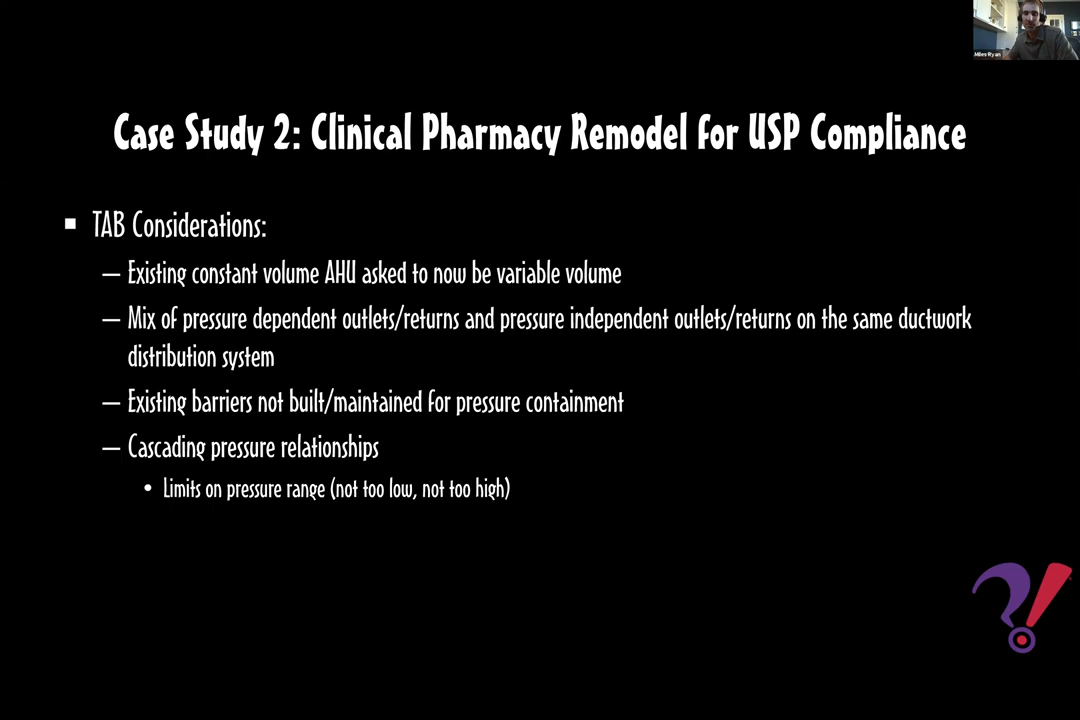 Miles Ryan
Case Study 2: Clinical Pharmacy Remodel for USP Compliance
TAB Considerations:
— Existing constant volume AHU asked to now be variable volume
— Mix of pressure dependent outlets/returns and pressure independent outlets/returns on the same ductwork
distribution system
— Existing barriers not built/maintained for pressure containment
— Cascading pressure relationships
• Limits on pressure range (not too low, not too high)